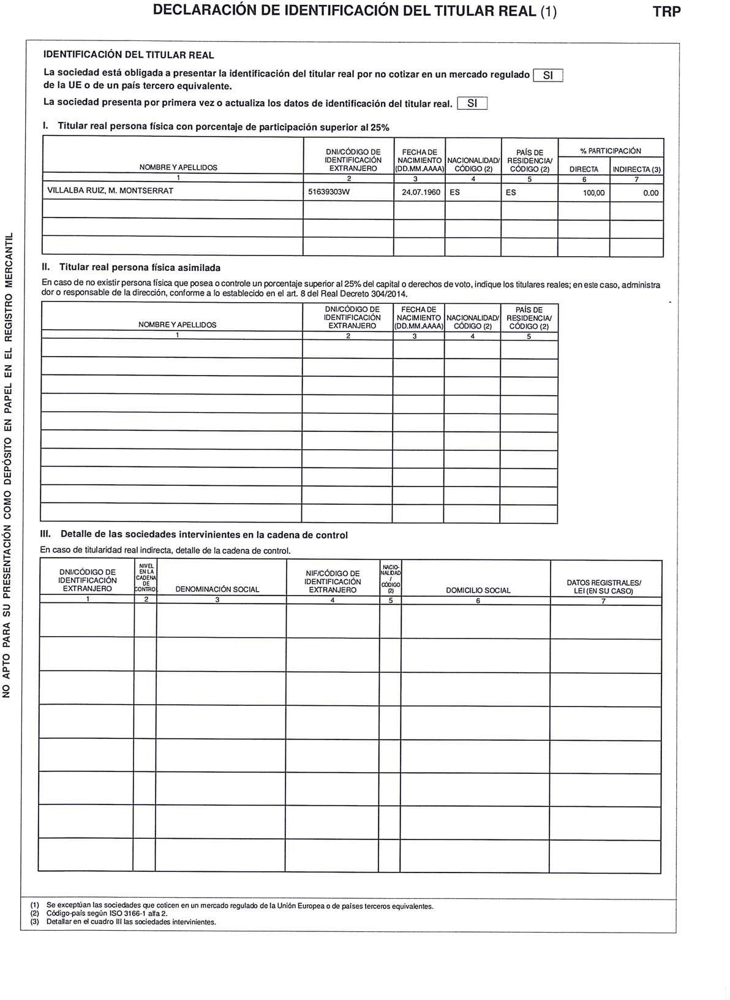 DECLARACIÓN DE IDENTIFICACIÓN DEL TITULAR REAL (1) TRP
IDENTIFICACIÓN DEL TITULAR REAL
La sociedad está obligada a presentar la identificación del titular real por no cotizar en un mercado regulado SI
de la UE o de un país tercero equivalente.
La sociedad presenta por primera vez o actualiza los datos de identificación del titular real. SI
I. Titular real persona física con porcentaje de participación superior al 25%
NOMBRE Y APELLIDOS
DNI/CÓDIGO DE
IDENTIFICACIÓN
EXTRANJERO
FECHA DE
NACIMIENTO
(DD.MM.AAAA)
NACIONALIDAD/
CÓDIGO (2)
PAÍS DE
RESIDENCIA/
CÓDIGO (2)
% PARTICIPACIÓN
DIRECTA INDIRECTA (3)
1 2 3 4 5 6 7
VILLALBA RUIZ, M. MONTSERRAT 51639303W 24.07.1960 ES ES 100,00 0.00
II. Titular real persona física asimilada
En caso de no existir persona física que posea o controle un porcentaje superior al 25% del capital o derechos de voto, indique los titulares reales; en este caso, administra
dor o responsable de la dirección, conforme a lo establecido en el art. 8 del Real Decreto 304/2014.
NOMBRE Y APELLIDOS
DNI/CÓDIGO DE
IDENTIFICACIÓN
EXTRANJERO
FECHA DE
NACIMIENTO
(DD.MM.AAAA)
NACIONALIDAD/
CÓDIGO (2)
PAÍS DE
RESIDENCIA/
CÓDIGO (2)
1 2 3 4 5
III. Detalle de las sociedades intervinientes en la cadena de control
En caso de titularidad real indirecta, detalle de la cadena de control.
DNI/CÓDIGO DE
IDENTIFICACIÓN
EXTRANJERO
NIVEL
EN LA
CADENA
DE
CONTROL
DENOMINACIÓN SOCIAL
NIF/CÓDIGO DE
IDENTIFICACIÓN
EXTRANJERO
NACIO-
NALIDAD
/
CÓDIGO
(2)
DOMICILIO SOCIAL
DATOS REGISTRALES/
LEI (EN SU CASO)
1 2 3 4 5 6 7
(1) Se exceptúan las sociedades que coticen en un mercado regulado de la Unión Europea o de países terceros equivalentes.
(2) Código-país según ISO 3166-1 alfa 2.
(3) Detallar en el cuadro III las sociedades intervinientes.
NO APTO PARA SU PRESENTACIÓN COMO DEPÓSITO EN PAPEL EN EL REGISTRO MERCANTIL